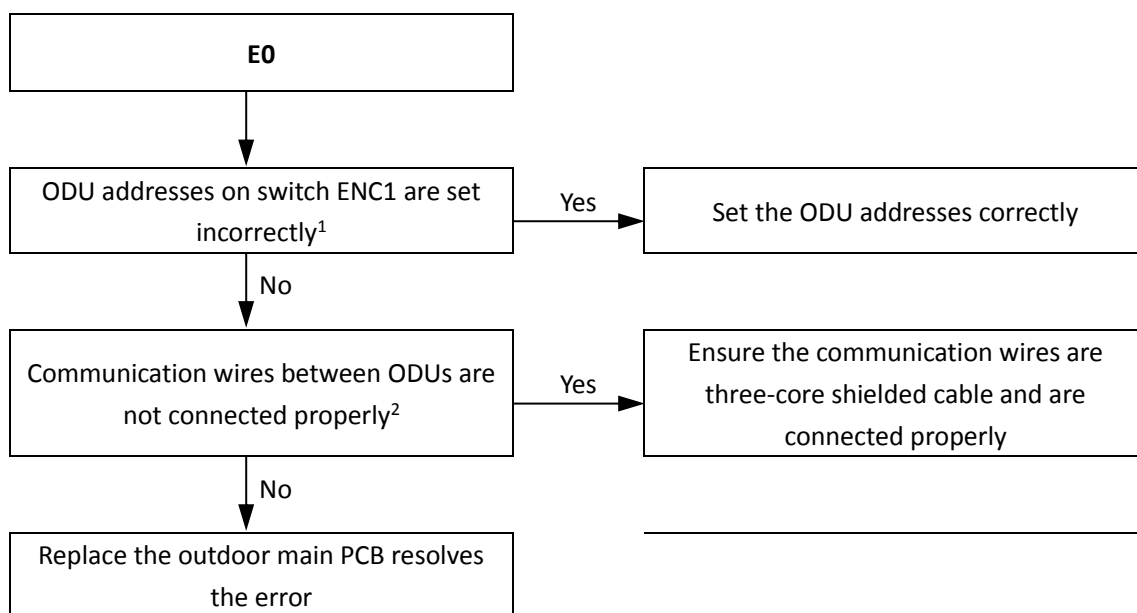 E0
ODU addresses on switch ENC1 are set
incorrectly¹
Yes
Set the ODU addresses correctly
No
Communication wires between ODUs are
not connected properly²
Yes
Ensure the communication wires are
three-core shielded cable and are
connected properly
No
Replace the outdoor main PCB resolves
the error